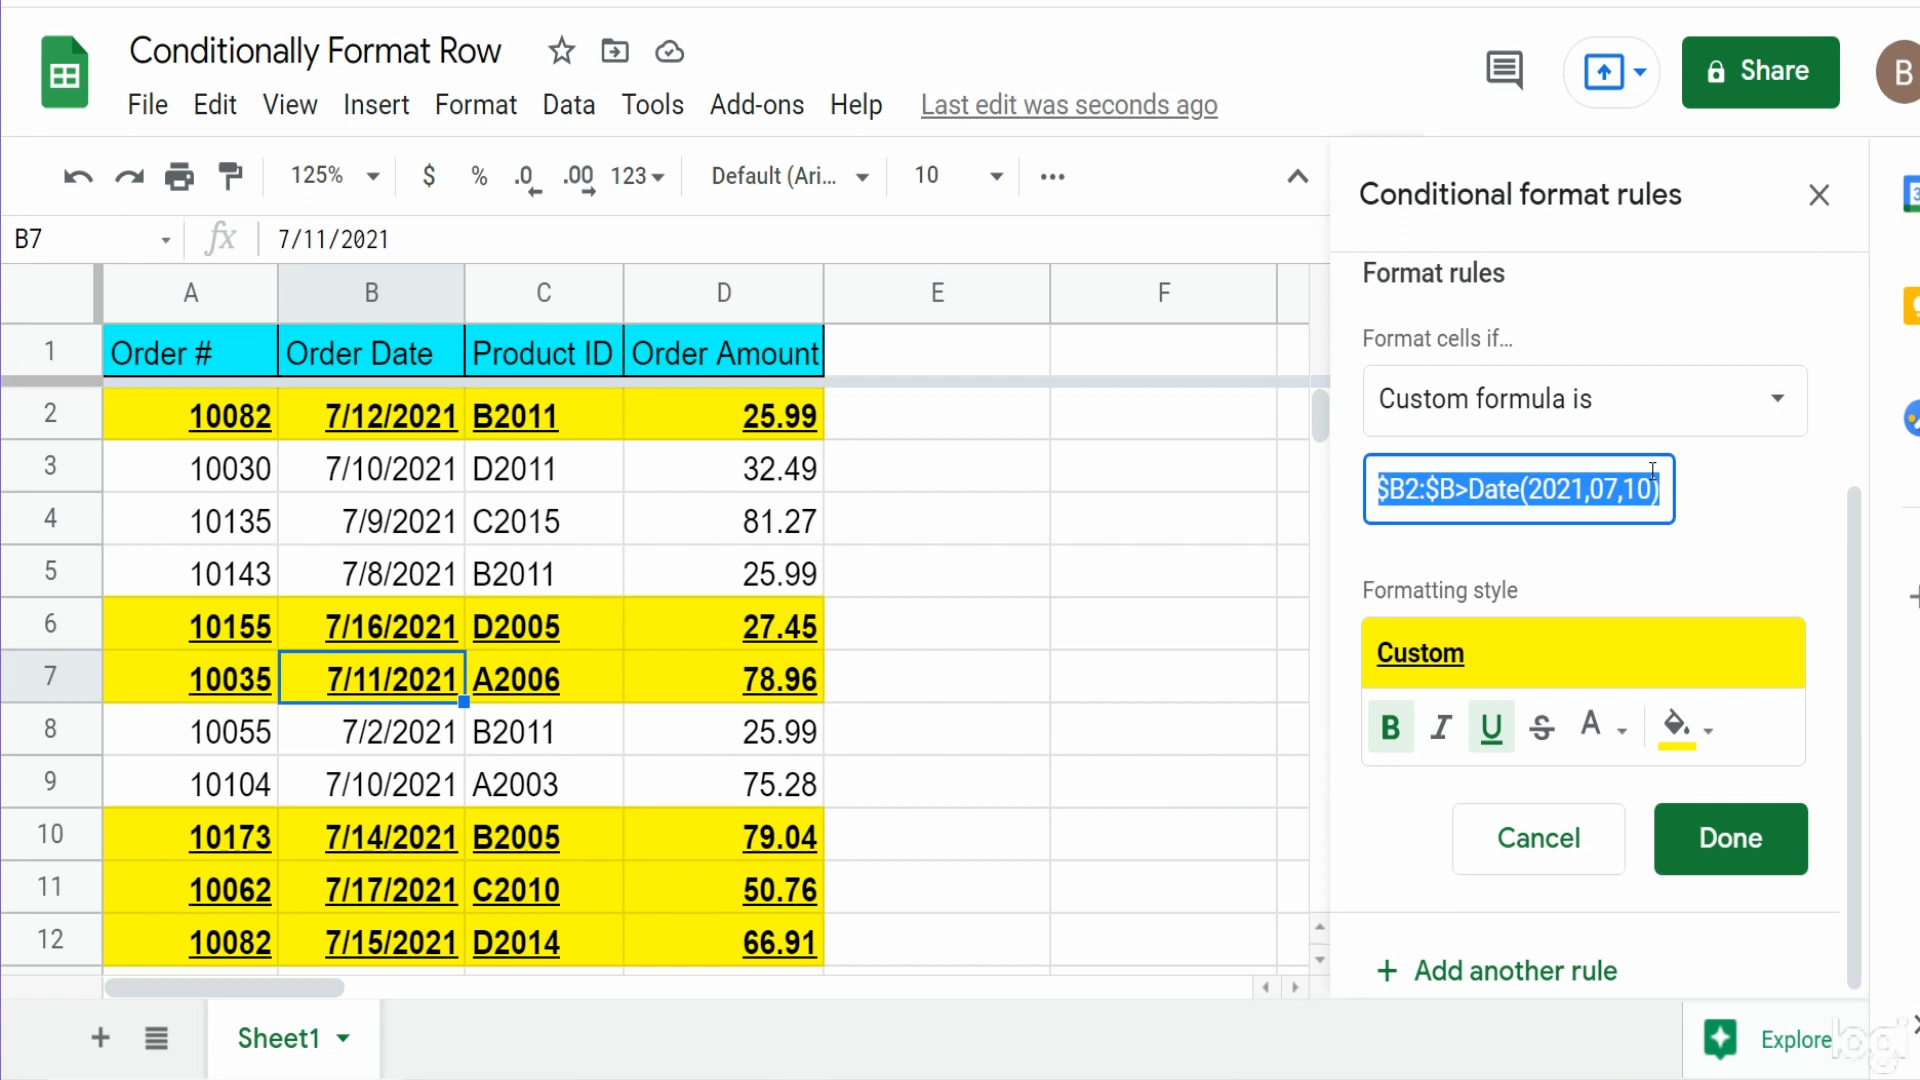 Conditionally Format Row
File Edit View Insert Format Data Tools Add-ons Help Last edit was seconds ago
Share
B
125% $ % .0 .00 123 Default (Ari... 10
B7 fx 7/11/2021
A B C D E F
1 Order # Order Date Product ID Order Amount
2 10082 7/12/2021 B2011 25.99
3 10030 7/10/2021 D2011 32.49
4 10135 7/9/2021 C2015 81.27
5 10143 7/8/2021 B2011 25.99
6 10155 7/16/2021 D2005 27.45
7 10035 7/11/2021 A2006 78.96
8 10055 7/2/2021 B2011 25.99
9 10104 7/10/2021 A2003 75.28
10 10173 7/14/2021 B2005 79.04
11 10062 7/17/2021 C2010 50.76
12 10082 7/15/2021 D2014 66.91
Sheet1
Conditional format rules
Format rules
Format cells if...
Custom formula is
$B2:$B>Date(2021,07,10)
Formatting style
Custom
B I U S A
Cancel Done
+ Add another rule
Explore
logi